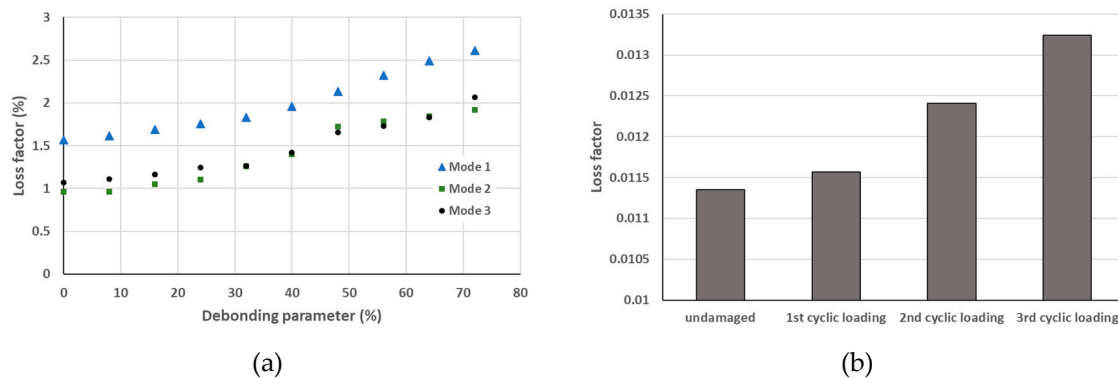 3
2.5
2
1.5
1
0.5
0
Loss factor (%)
Mode 1
Mode 2
Mode 3
0 10 20 30 40 50 60 70 80
Debonding parameter (%)
(a)
0.0135
0.013
0.0125
0.012
0.0115
0.011
0.0105
0.01
Loss factor
undamaged 1st cyclic loading 2nd cyclic loading 3rd cyclic loading
(b)